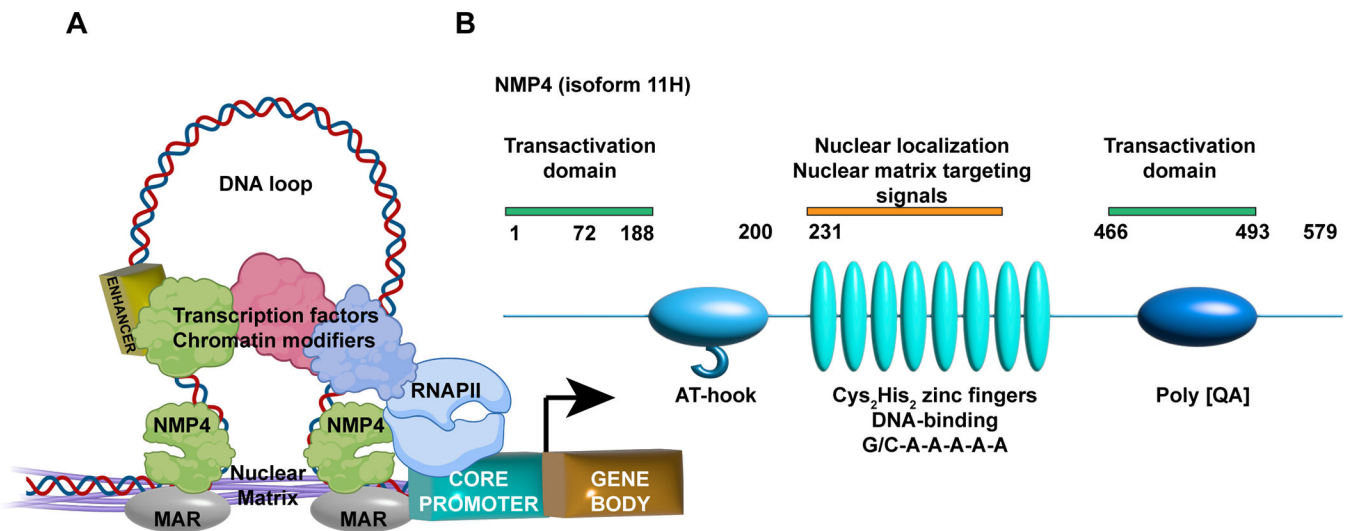 A
DNA loop
ENHANCER
Transcription factors
Chromatin modifiers
RNAPII
NMP4
NMP4
Nuclear
Matrix
MAR
MAR
CORE
PROMOTER
GENE
BODY
B
NMP4 (isoform 11H)
Transactivation
domain
Nuclear localization
Nuclear matrix targeting
signals
Transactivation
domain
1 72 188 200 231 466 493 579
AT-hook
Cys₂His₂ zinc fingers
DNA-binding
G/C-A-A-A-A-A
Poly [QA]